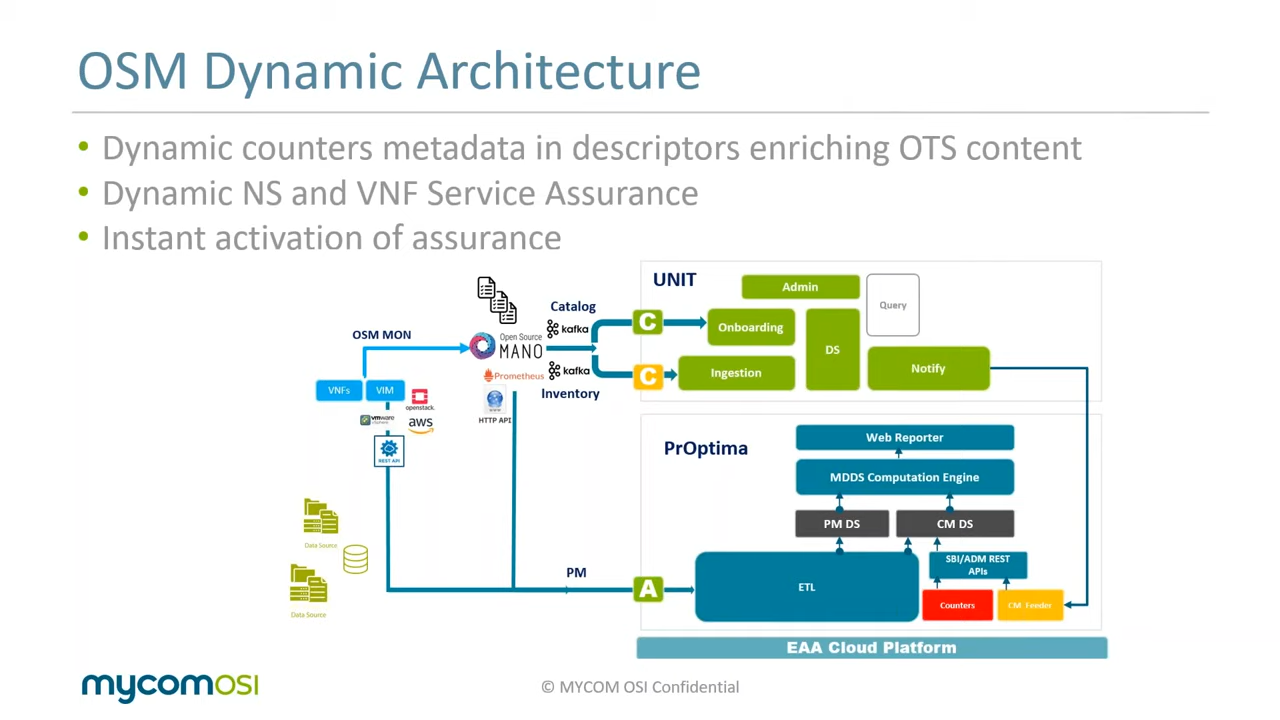 OSM Dynamic Architecture
• Dynamic counters metadata in descriptors enriching OTS content
• Dynamic NS and VNF Service Assurance
• Instant activation of assurance
UNIT
Admin
Query
Catalog
kafka
C
Onboarding
DS
OSM MON
Open Source
MANO
Notify
Prometheus
kafka
C
Ingestion
Inventory
VNFs
VIM
openstack.
vmware
aws
HTTP API
REST API
PrOptima
Web Reporter
MDDS Computation Engine
PM DS
CM DS
Data Source
SBI/ADM REST
APIs
PM
A
ETL
Counters
CM Feeder
Data Source
EAA Cloud Platform
mycomOSI
© MYCOM OSI Confidential